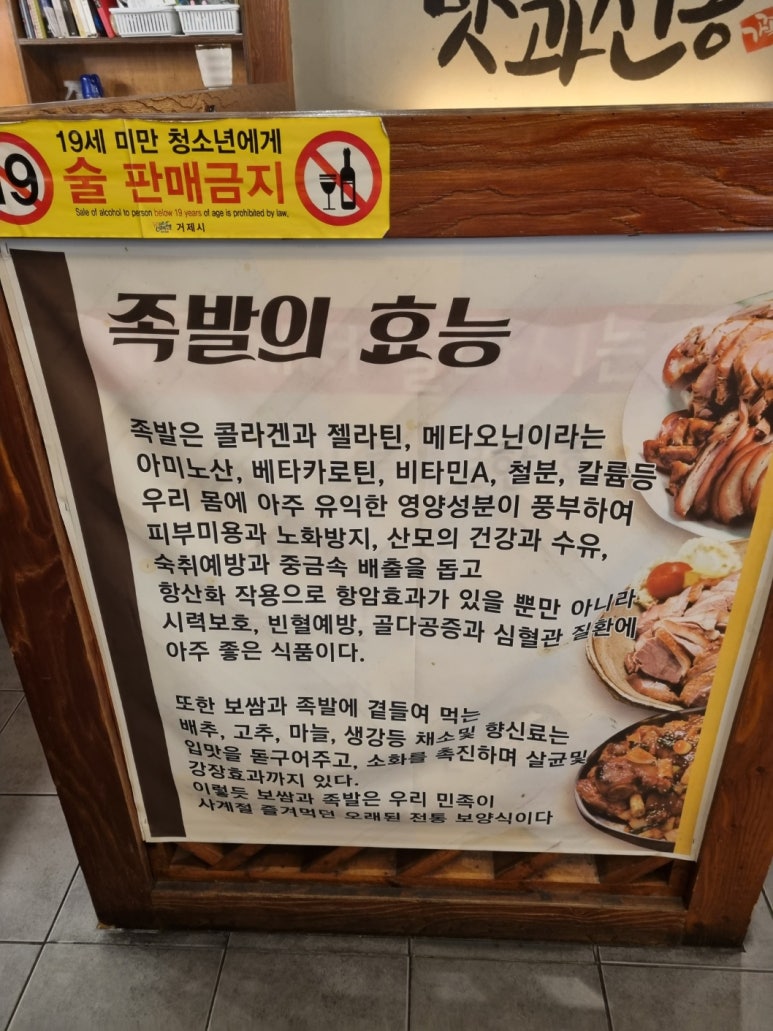 맛과 건강
19세 미만 청소년에게
19
술 판매금지
Sale of alcohol to person below 19 years of age is prohibited by law.
거제시
족발의 효능
족발은 콜라겐과 젤라틴, 메타오닌이라는
아미노산, 베타카로틴, 비타민A, 철분, 칼륨등
우리 몸에 아주 유익한 영양성분이 풍부하여
피부미용과 노화방지, 산모의 건강과 수유,
숙취예방과 중금속 배출을 돕고
항산화 작용으로 항암효과가 있을 뿐만 아니라
시력보호, 빈혈예방, 골다공증과 심혈관 질환에
아주 좋은 식품이다.
또한 보쌈과 족발에 곁들여 먹는
배추, 고추, 마늘, 생강등 채소및 향신료는
입맛을 돋구어주고, 소화를 촉진하며 살균및
강장효과까지 있다.
이렇듯 보쌈과 족발은 우리 민족이
사계절 즐겨먹던 오래된 전통 보양식이다